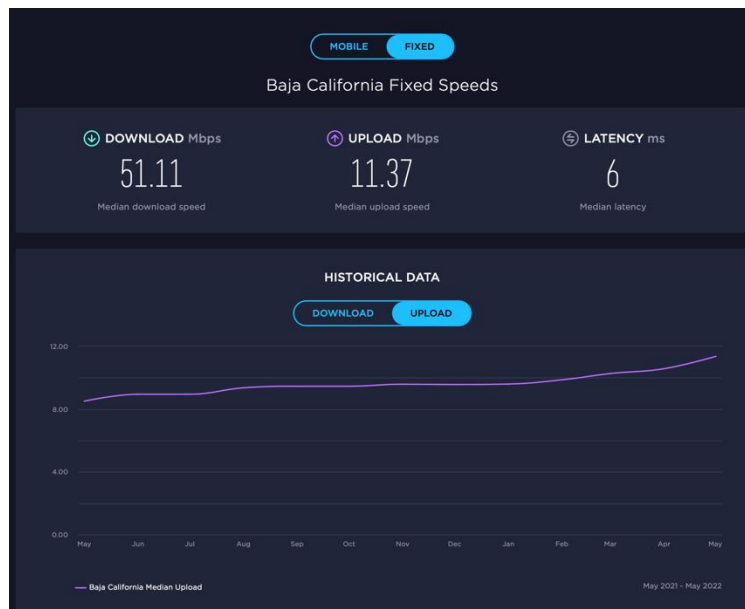 MOBILE FIXED
Baja California Fixed Speeds
DOWNLOAD Mbps UPLOAD Mbps LATENCY ms
51.11 11.37 6
Median download speed Median upload speed Median latency
HISTORICAL DATA
DOWNLOAD UPLOAD
12.00
8.00
4.00
0.00
May Jun Jul Aug Sep Oct Nov Dec Jan Feb Mar Apr May
Baja California Median Upload May 2021 - May 2022